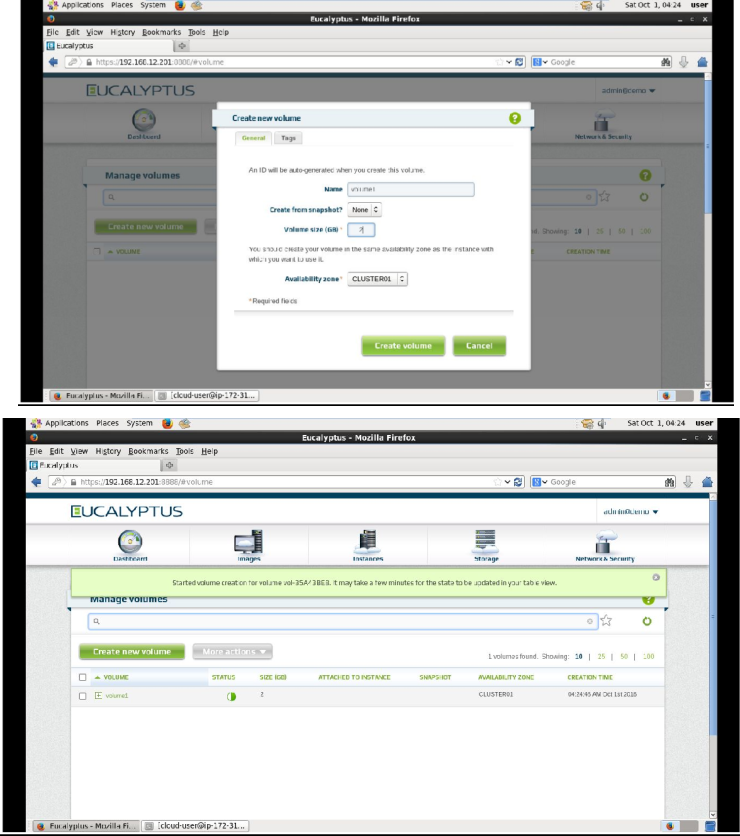 Applications Places System Sat Oct 1, 04:24 user
Eucalyptus - Mozilla Firefox
File Edit View History Bookmarks Tools Help
Eucalyptus
https://192.168.12.201:8888/#volume Google
EUCALYPTUS admin@demo
Dashboard Network & Security
Create new volume
General Tags
Manage volumes
An ID will be auto-generated when you create this volume.
Name volume1
Create from snapshot? None
Create new volume
Volume size (GB) * 2
Showing: 10 | 25 | 50 | 100
You should create your volume in the same availability zone as the instance with
which you want to use it.
VOLUME CREATION TIME
Availability zone * CLUSTER01
* Required fields
Create volume Cancel
Eucalyptus - Mozilla Fi... [cloud-user@ip-172-31...
Applications Places System Sat Oct 1, 04:24 user
Eucalyptus - Mozilla Firefox
File Edit View History Bookmarks Tools Help
Eucalyptus
https://192.168.12.201:8888/#volume Google
EUCALYPTUS admin@demo
Dashboard Images Instances Storage Network & Security
Started volume creation for volume It may take a few minutes for the state to be updated in your table view.
Manage volumes
Create new volume More actions 1 volumes found. Showing: 10 | 25 | 50 | 100
VOLUME STATUS SIZE (GB) ATTACHED TO INSTANCE SNAPSHOT AVAILABILITY ZONE CREATION TIME
volume1 2 CLUSTER01 AM Oct 1st 2016
Eucalyptus - Mozilla Fi... [cloud-user@ip-172-31...